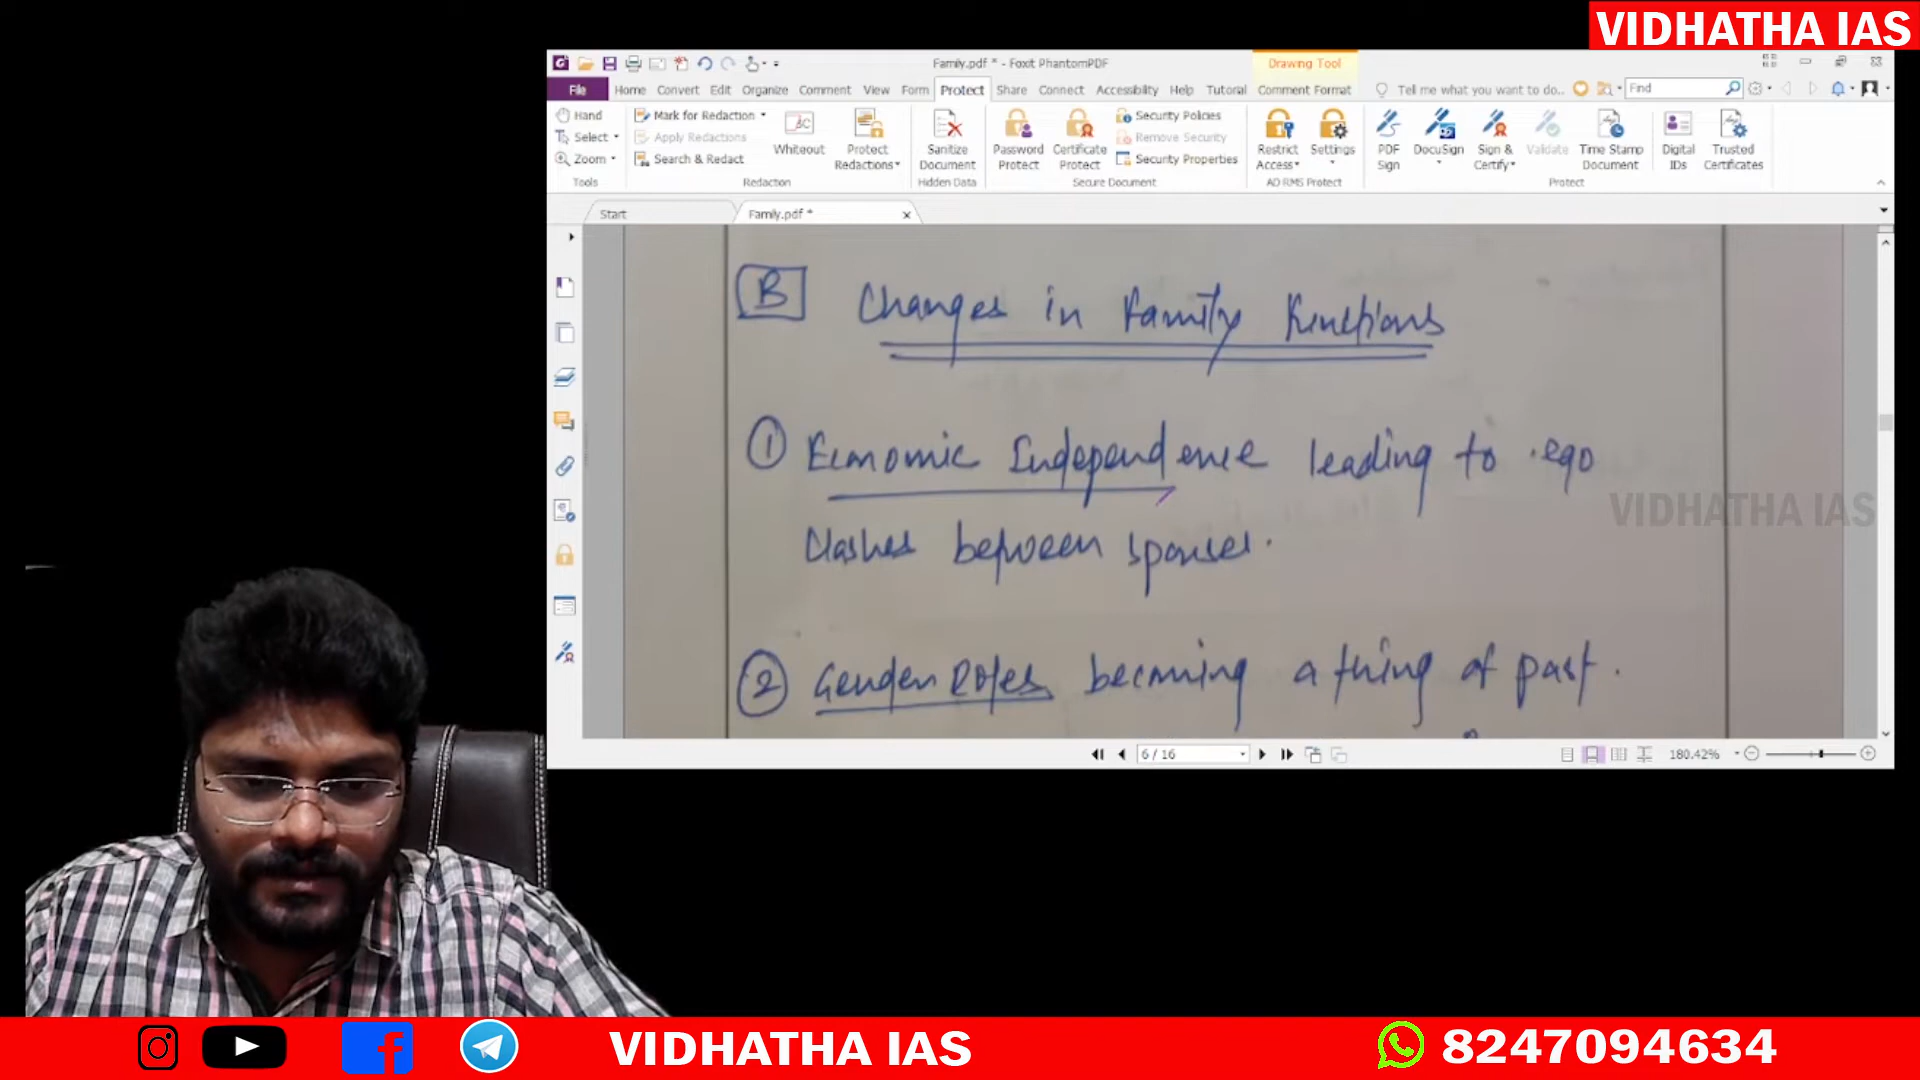 VIDHATHA IAS
Family.pdf * - Foxit PhantomPDF
Drawing Tool
File Home Convert Edit Organize Comment View Form Protect Share Connect Accessibility Help Tutorial Comment Format Tell me what you want to do.. Find
Hand
Select
Zoom
Tools
Mark for Redaction
Apply Redactions
Search & Redact
Whiteout
Protect
Redactions
Redaction
Sanitize
Document
Hidden Data
Password
Protect
Certificate
Protect
Security Policies
Remove Security
Security Properties
Secure Document
Restrict
Access
Settings
AD RMS Protect
PDF
Sign
DocuSign
Sign &
Certify
Validate
Time Stamp
Document
Digital
IDs
Trusted
Certificates
Protect
Start
Family.pdf *
B Changes in Family Functions
① Economic Independence leading to ego
clashes between spouses.
VIDHATHA IAS
② Gender Roles becoming a thing of past.
6 / 16
180.42%
VIDHATHA IAS
8247094634